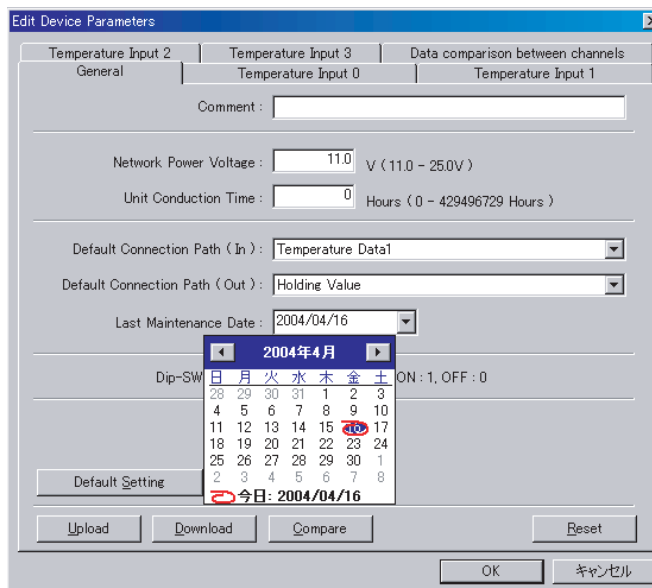 Edit Device Parameters
Temperature Input 2 Temperature Input 3 Data comparison between channels
General Temperature Input 0 Temperature Input 1
Comment :
Network Power Voltage : 11.0 V ( 11.0 - 25.0V )
Unit Conduction Time : 0 Hours ( 0 - 429496729 Hours )
Default Connection Path ( In ) : Temperature Data1
Default Connection Path ( Out ) : Holding Value
Last Maintenance Date : 2004/04/16
2004年4月
Dip-SW ON : 1, OFF : 0
日 月 火 水 木 金 土
28 29 30 31 1 2 3
4 5 6 7 8 9 10
11 12 13 14 15 16 17
18 19 20 21 22 23 24
25 26 27 28 29 30 1
2 3 4 5 6 7 8
今日: 2004/04/16
Default Setting
Upload Download Compare Reset
OK キャンセル